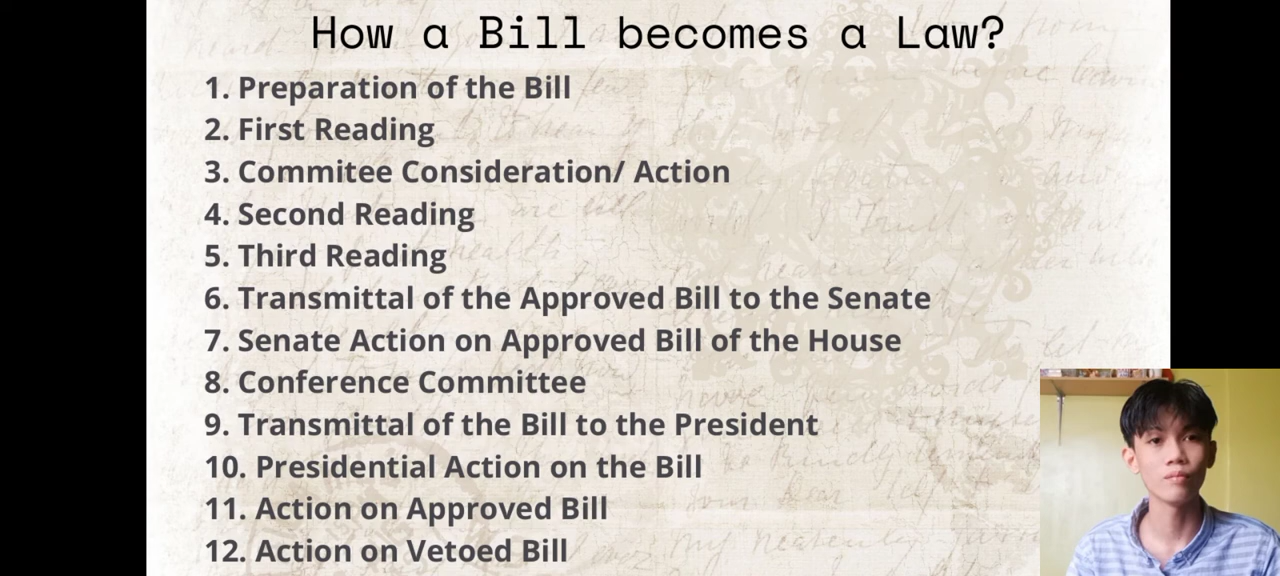 How a Bill becomes a Law?
1. Preparation of the Bill
2. First Reading
3. Commitee Consideration/ Action
4. Second Reading
5. Third Reading
6. Transmittal of the Approved Bill to the Senate
7. Senate Action on Approved Bill of the House
8. Conference Committee
9. Transmittal of the Bill to the President
10. Presidential Action on the Bill
11. Action on Approved Bill
12. Action on Vetoed Bill